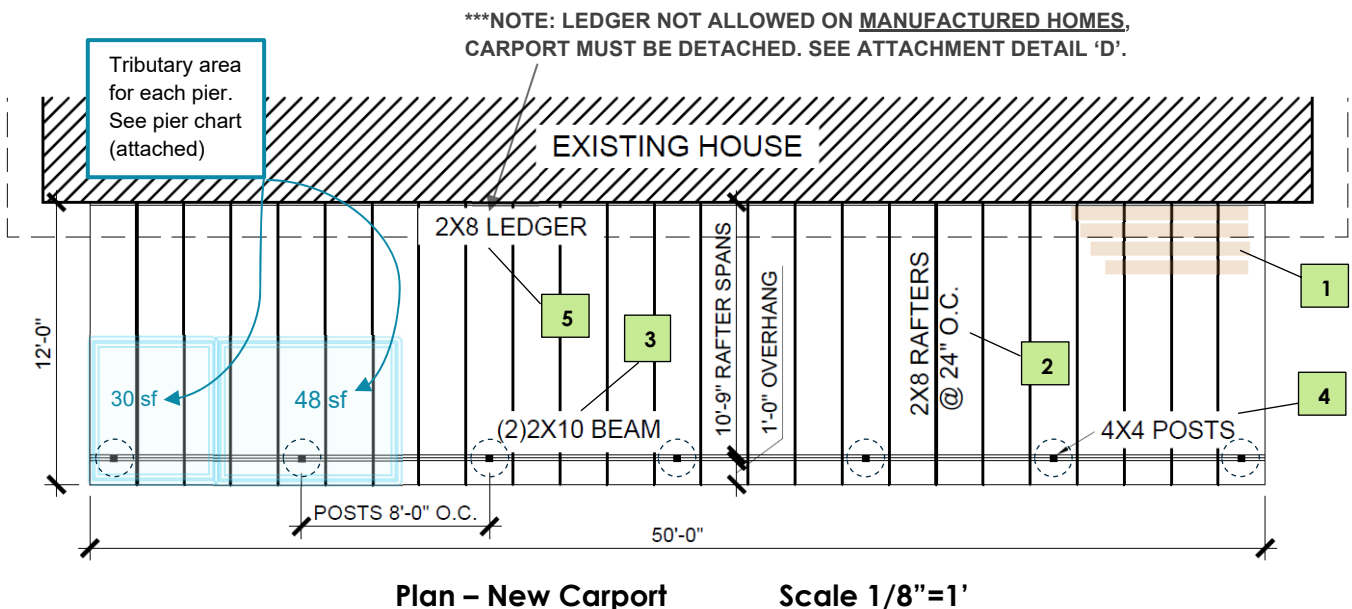 ***NOTE: LEDGER NOT ALLOWED ON MANUFACTURED HOMES,
CARPORT MUST BE DETACHED. SEE ATTACHMENT DETAIL ‘D’.
Tributary area
for each pier.
See pier chart
(attached)
EXISTING HOUSE
2X8 LEDGER
5
3
(2)2X10 BEAM
12'-0"
30 sf
48 sf
10'-9" RAFTER SPANS
1'-0" OVERHANG
2X8 RAFTERS
@ 24" O.C.
1
2
4
4X4 POSTS
POSTS 8'-0" O.C.
50'-0"
Plan – New Carport
Scale 1/8”=1’